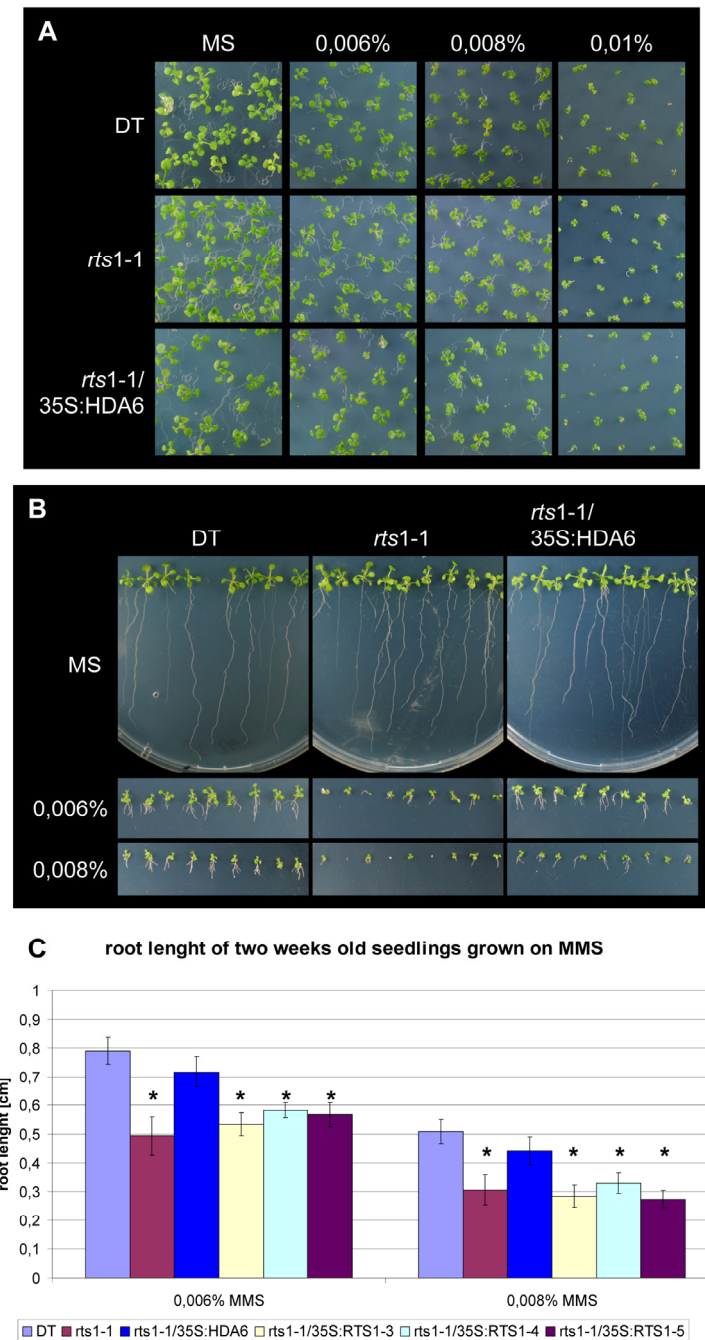 A
MS 0,006% 0,008% 0,01%
DT
rts1-1
rts1-1/
35S:HDA6
B
DT rts1-1 rts1-1/
35S:HDA6
MS
0,006%
0,008%
C root lenght of two weeks old seedlings grown on MMS
root lenght [cm]
1
0,9
0,8
0,7
0,6
0,5
0,4
0,3
0,2
0,1
0
* * * *
* * * *
0,006% MMS 0,008% MMS
DT rts1-1 rts1-1/35S:HDA6 rts1-1/35S:RTS1-3 rts1-1/35S:RTS1-4 rts1-1/35S:RTS1-5